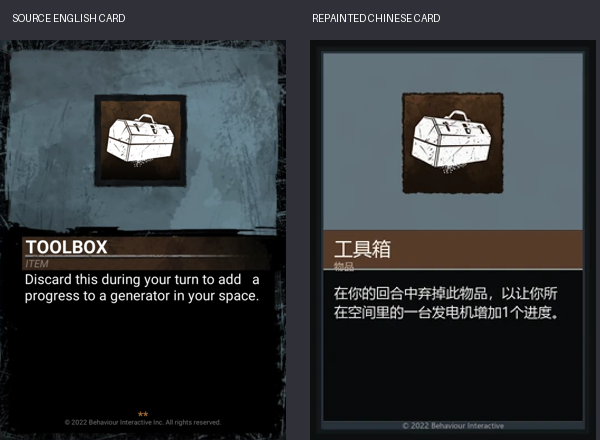 SOURCE ENGLISH CARD
TOOLBOX
ITEM
Discard this during your turn to add a
progress to a generator in your space.
**
© 2022 Behaviour Interactive Inc. All rights reserved.
REPAINTED CHINESE CARD
工具箱
物品
在你的回合中弃掉此物品，以让你所
在空间里的一台发电机增加1个进度。
© 2022 Behaviour Interactive